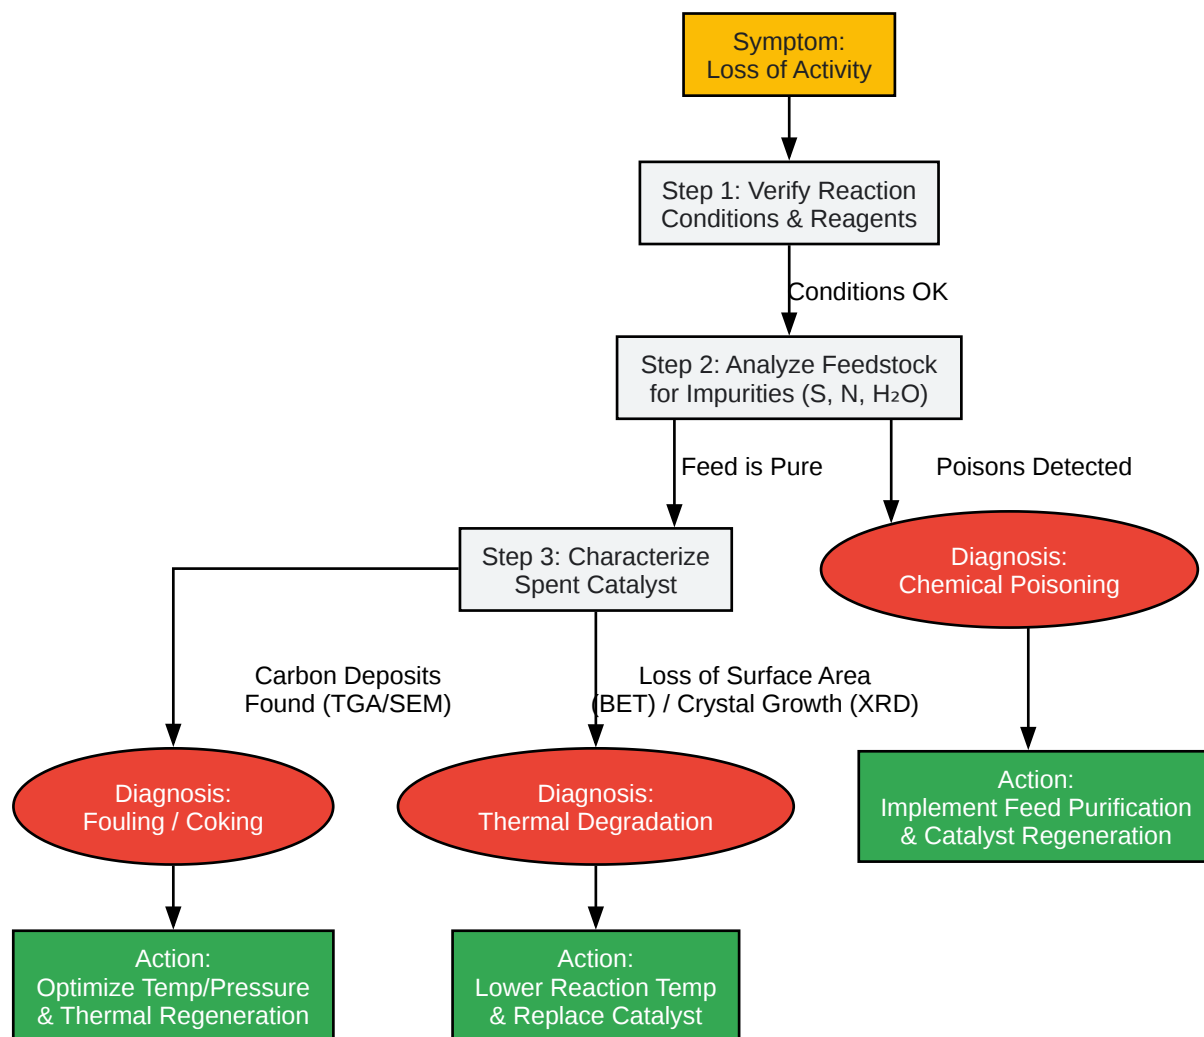 Symptom:
Loss of Activity
Step 1: Verify Reaction
Conditions & Reagents
Conditions OK
Step 2: Analyze Feedstock
for Impurities (S, N, H₂O)
Feed is Pure
Poisons Detected
Step 3: Characterize
Spent Catalyst
Diagnosis:
Chemical Poisoning
Carbon Deposits
Found (TGA/SEM)
Loss of Surface Area
(BET) / Crystal Growth (XRD)
Diagnosis:
Fouling / Coking
Diagnosis:
Thermal Degradation
Action:
Implement Feed Purification
& Catalyst Regeneration
Action:
Optimize Temp/Pressure
& Thermal Regeneration
Action:
Lower Reaction Temp
& Replace Catalyst